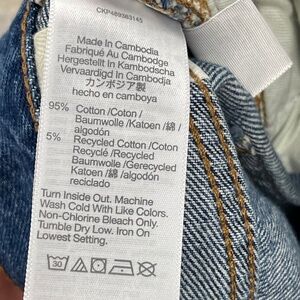 CKP489363145
Made In Cambodia
Fabriqué Au Cambodge
Hergestellt In Kambodscha
Vervaardigd In Cambodja
カンボジア製
hecho en camboya
95% Cotton /Coton /
Baumwolle /Katoen /綿 /
algodón
5% Recycled Cotton /Coton
Recyclé /Recycled
Baumwolle /Gerecycled
Katoen /綿 /algodón
reciclado
Turn Inside Out. Machine
Wash Cold With Like Colors.
Non-Chlorine Bleach Only.
Tumble Dry Low. Iron On
Lowest Setting.
30